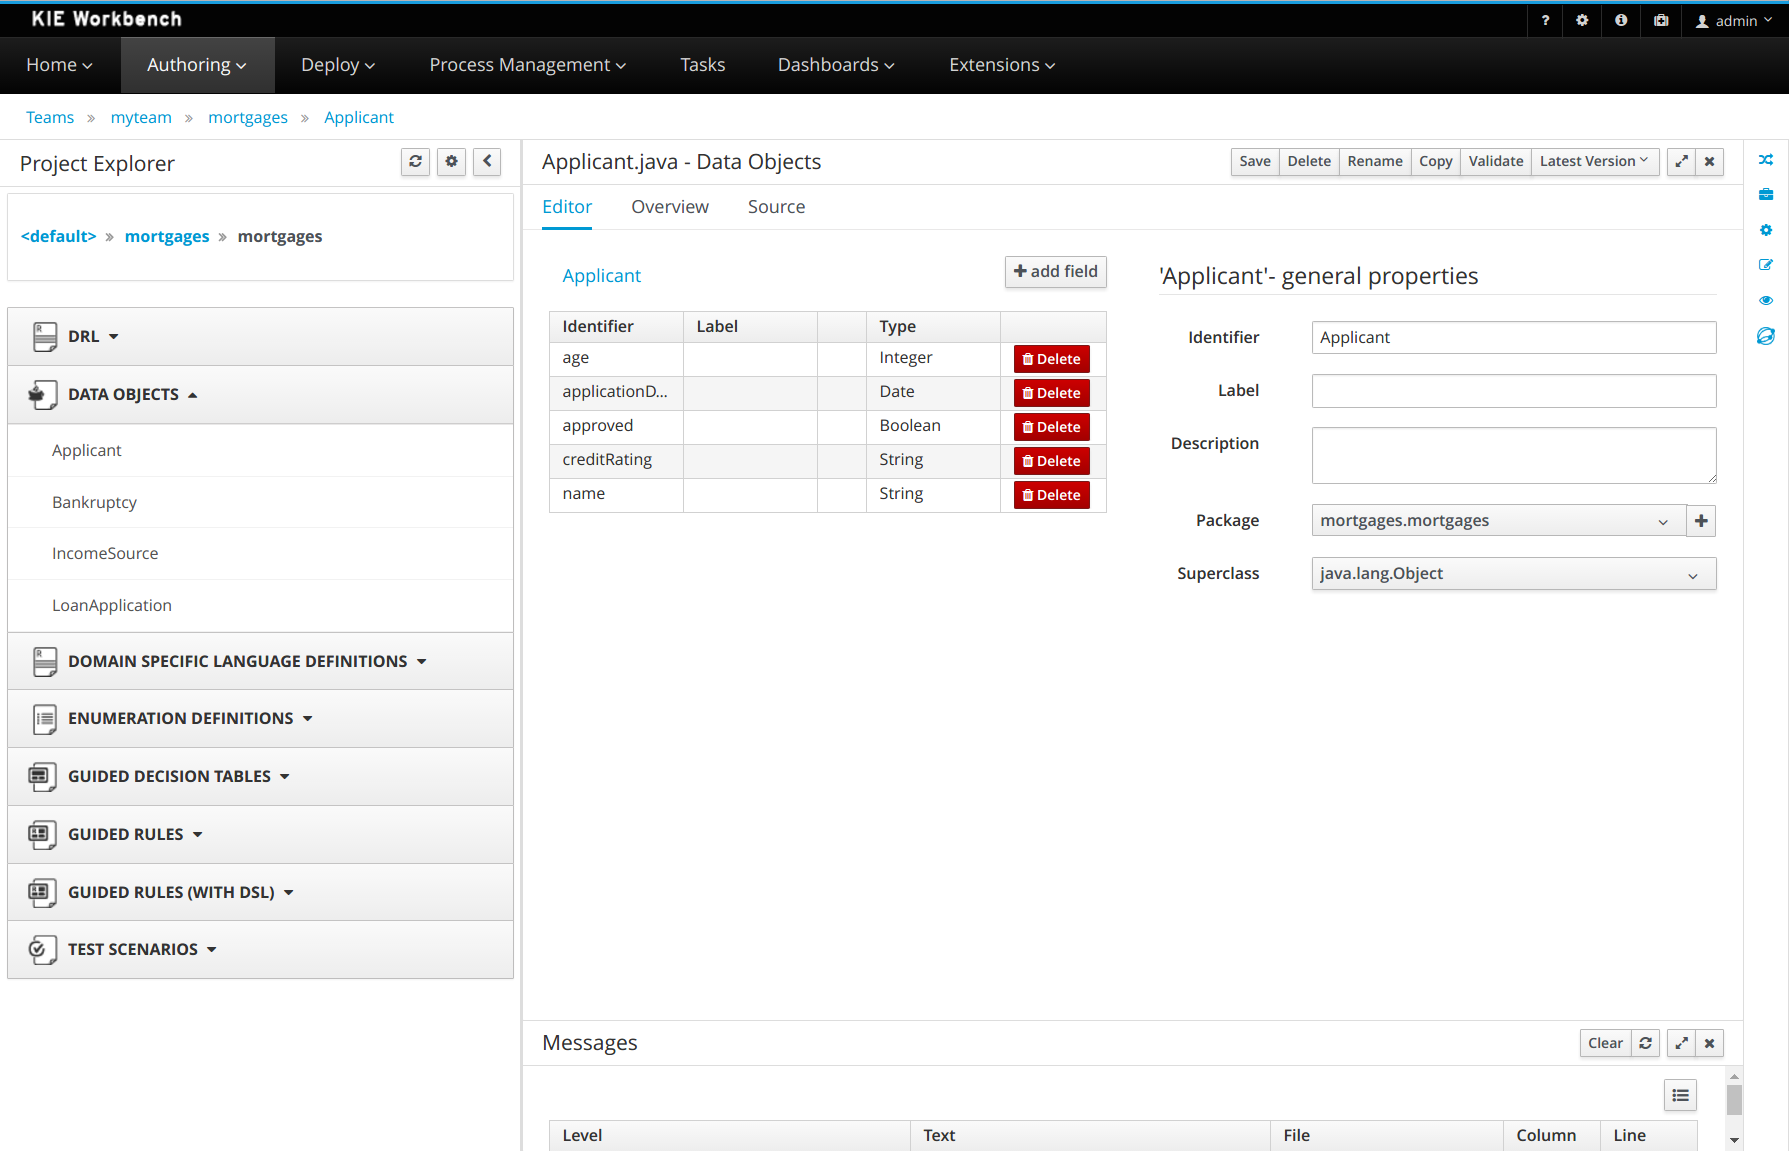 KIE Workbench
? admin
Home Authoring Deploy Process Management Tasks Dashboards Extensions
Teams » myteam » mortgages » Applicant
Project Explorer
<default> » mortgages » mortgages
DRL
DATA OBJECTS
Applicant
Bankruptcy
IncomeSource
LoanApplication
DOMAIN SPECIFIC LANGUAGE DEFINITIONS
ENUMERATION DEFINITIONS
GUIDED DECISION TABLES
GUIDED RULES
GUIDED RULES (WITH DSL)
TEST SCENARIOS
Applicant.java - Data Objects
Save Delete Rename Copy Validate Latest Version
Editor Overview Source
Applicant
+ add field
Identifier Label Type
age Integer Delete
applicationD... Date Delete
approved Boolean Delete
creditRating String Delete
name String Delete
'Applicant'- general properties
Identifier Applicant
Label
Description
Package mortgages.mortgages
Superclass java.lang.Object
Messages
Clear
Level Text File Column Line